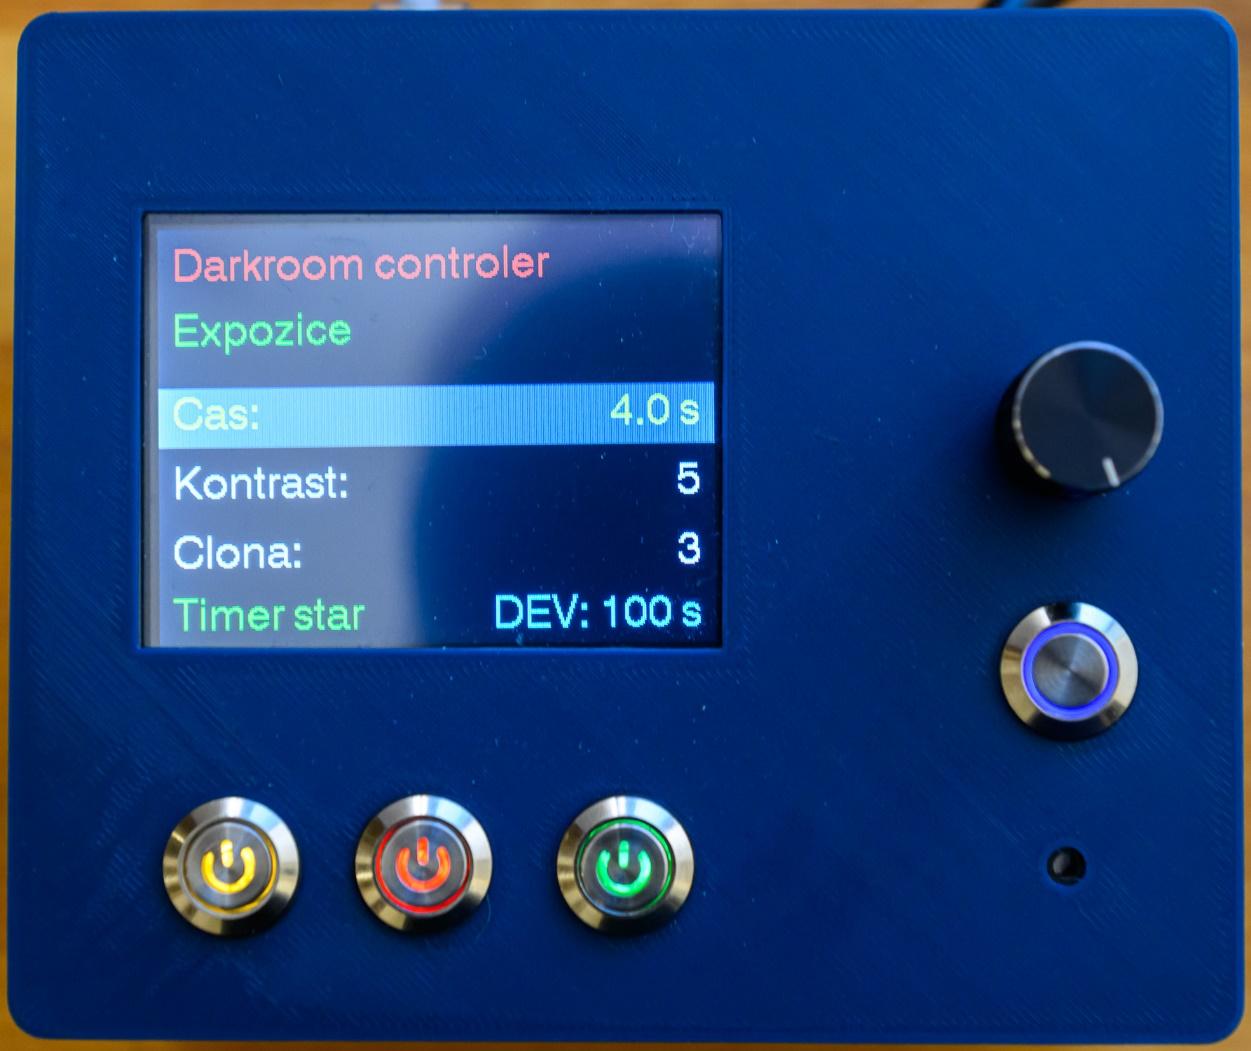 Darkroom controler
Expozice
Cas: 4.0 s
Kontrast: 5
Clona: 3
Timer star DEV: 100 s